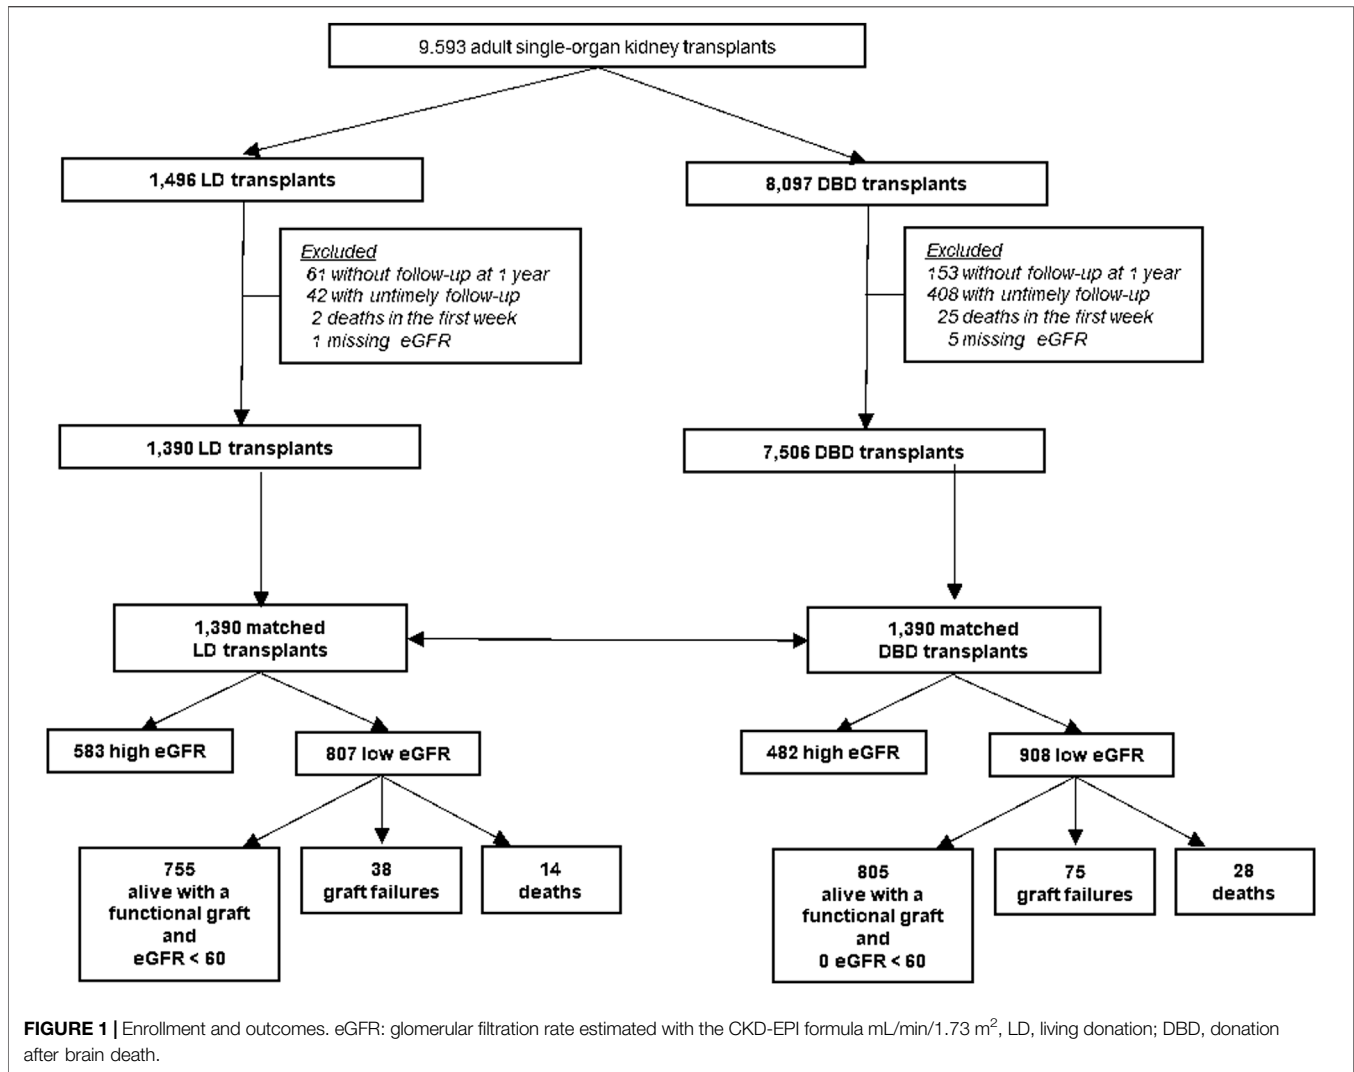 9.593 adult single-organ kidney transplants
1,496 LD transplants
8,097 DBD transplants
Excluded
61 without follow-up at 1 year
42 with untimely follow-up
2 deaths in the first week
1 missing eGFR
Excluded
153 without follow-up at 1 year
408 with untimely follow-up
25 deaths in the first week
5 missing eGFR
1,390 LD transplants
7,506 DBD transplants
1,390 matched
LD transplants
1,390 matched
DBD transplants
583 high eGFR
807 low eGFR
482 high eGFR
908 low eGFR
755
alive with a
functional graft
and
eGFR < 60
38
graft failures
14
deaths
805
alive with a
functional graft
and
0 eGFR < 60
75
graft failures
28
deaths
FIGURE 1 | Enrollment and outcomes. eGFR: glomerular filtration rate estimated with the CKD-EPI formula mL/min/1.73 m², LD, living donation; DBD, donation
after brain death.